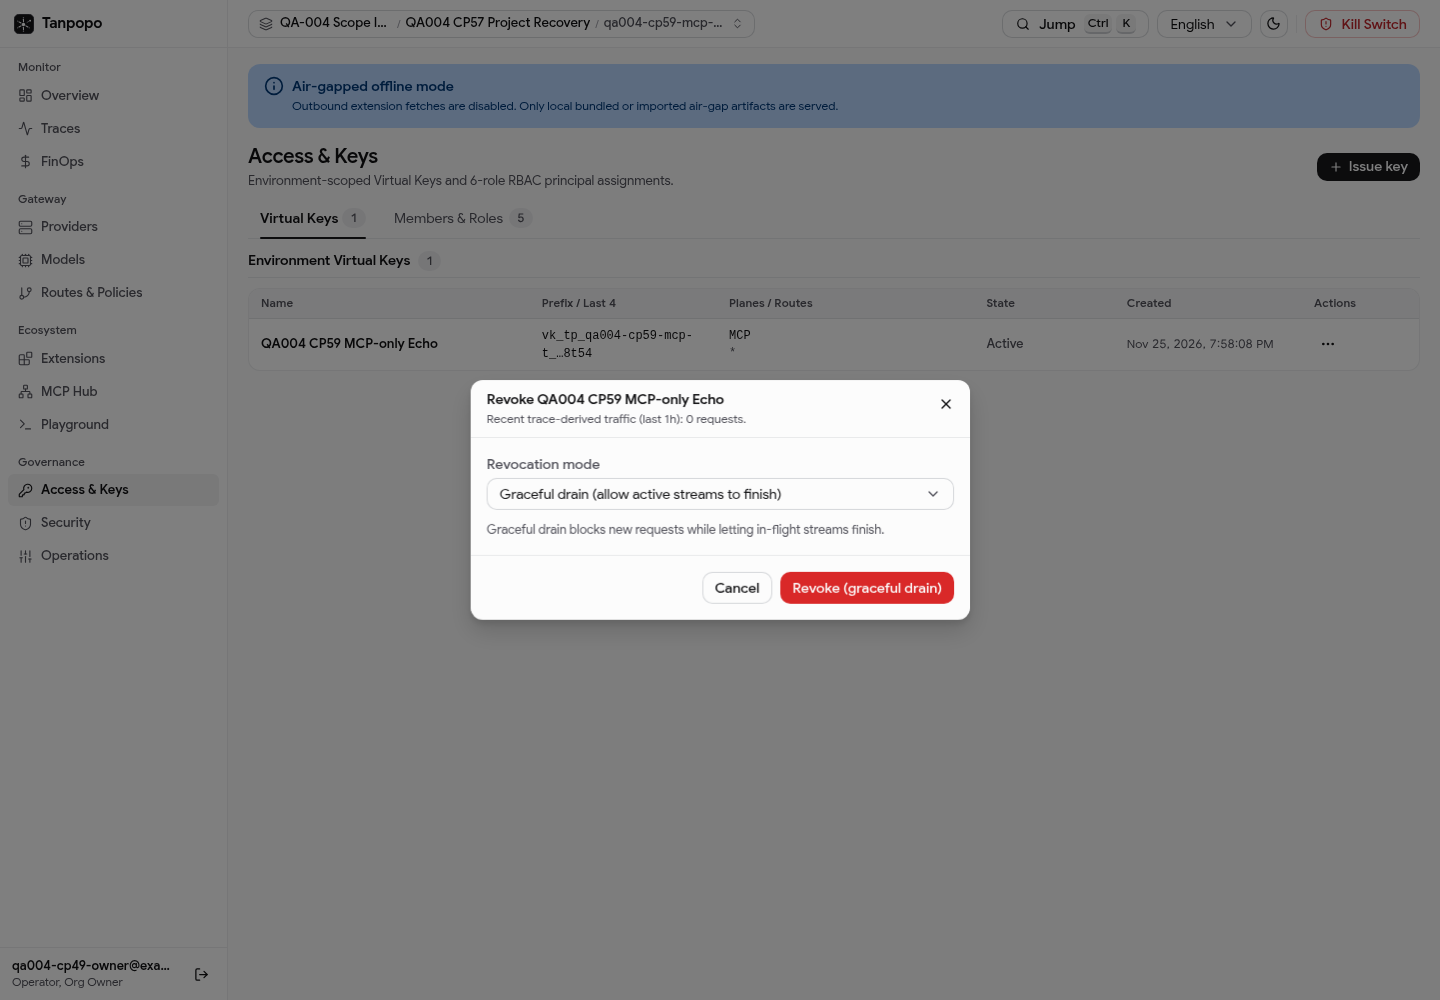 Tanpopo
QA-004 Scope I... / QA004 CP57 Project Recovery / qa004-cp59-mcp-...
Jump Ctrl K
English
Kill Switch
Monitor
Overview
Traces
FinOps
Gateway
Providers
Models
Routes & Policies
Ecosystem
Extensions
MCP Hub
Playground
Governance
Access & Keys
Security
Operations
qa004-cp49-owner@exa...
Operator, Org Owner
Air-gapped offline mode
Outbound extension fetches are disabled. Only local bundled or imported air-gap artifacts are served.
Access & Keys
Environment-scoped Virtual Keys and 6-role RBAC principal assignments.
Issue key
Virtual Keys 1 Members & Roles 5
Environment Virtual Keys 1
Name Prefix / Last 4 Planes / Routes State Created Actions
QA004 CP59 MCP-only Echo vk_tp_qa004-cp59-mcp- MCP Active Nov 25, 2026, 7:58:08 PM
t_…8t54 *
Revoke QA004 CP59 MCP-only Echo
Recent trace-derived traffic (last 1h): 0 requests.
Revocation mode
Graceful drain (allow active streams to finish)
Graceful drain blocks new requests while letting in-flight streams finish.
Cancel Revoke (graceful drain)